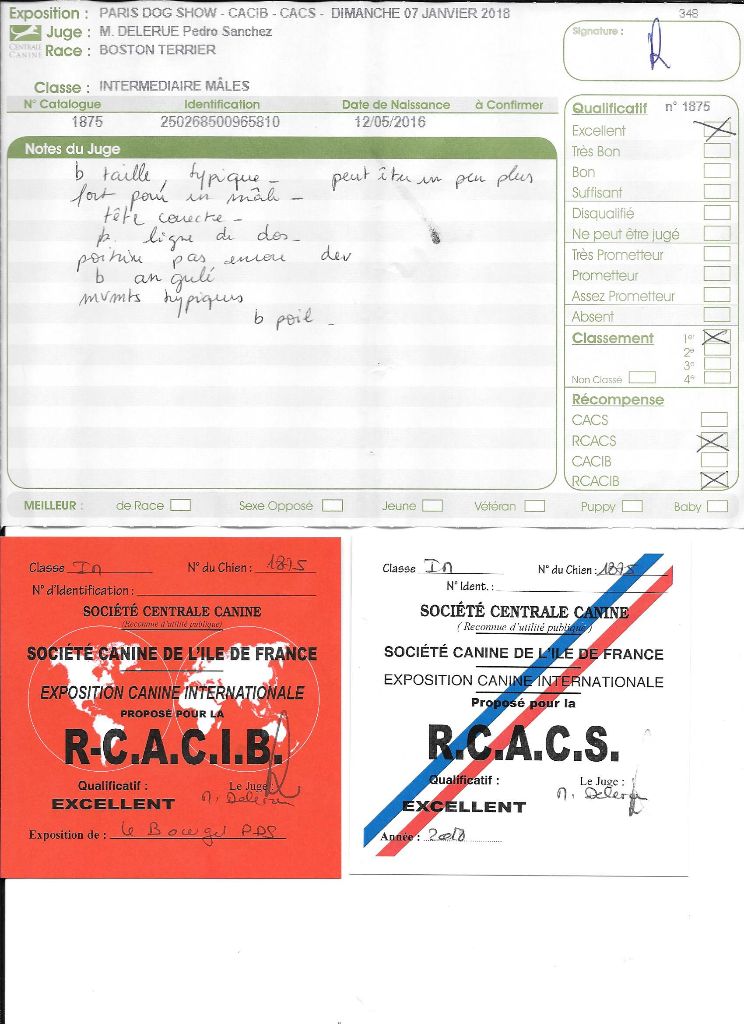 Exposition : PARIS DOG SHOW - CACIB - CACS - DIMANCHE 07 JANVIER 2018
348
CENTRALE CANINE
Juge : M. DELERUE Pedro Sanchez
Race : BOSTON TERRIER
Signature :
Classe : INTERMEDIAIRE MÂLES
N° Catalogue Identification Date de Naissance à Confirmer
1875 250268500965810 12/05/2016
Notes du Juge
b taille, typique - peut être un peu plus
fort pour un mâle -
tête correcte -
b. ligne de dos -
poitrine pas encore dev
b angulé
mvmts typiques
b poil -
Qualificatif n° 1875
Excellent
Très Bon
Bon
Suffisant
Disqualifié
Ne peut être jugé
Très Prometteur
Prometteur
Assez Prometteur
Absent
Classement 1er
2e
3e
Non Classé 4e
Récompense
CACS
RCACS
CACIB
RCACIB
MEILLEUR : de Race Sexe Opposé Jeune Vétéran Puppy Baby
Classe In N° du Chien : 1875
N° d'Identification :
SOCIÉTÉ CENTRALE CANINE
(Reconnue d'utilité publique)
SOCIÉTÉ CANINE DE L'ILE DE FRANCE
EXPOSITION CANINE INTERNATIONALE
PROPOSÉ POUR LA
R-C.A.C.I.B.
Qualificatif : Le Juge :
EXCELLENT M. Delerue
Exposition de : Le Bourget PDS
Classe In N° du Chien : 1875
N° Ident. :
SOCIÉTÉ CENTRALE CANINE
(Reconnue d'utilité publique)
SOCIÉTÉ CANINE DE L'ILE DE FRANCE
EXPOSITION CANINE INTERNATIONALE
Proposé pour la
R.C.A.C.S.
Qualificatif : Le Juge :
EXCELLENT M. Delerue
Année : 2018